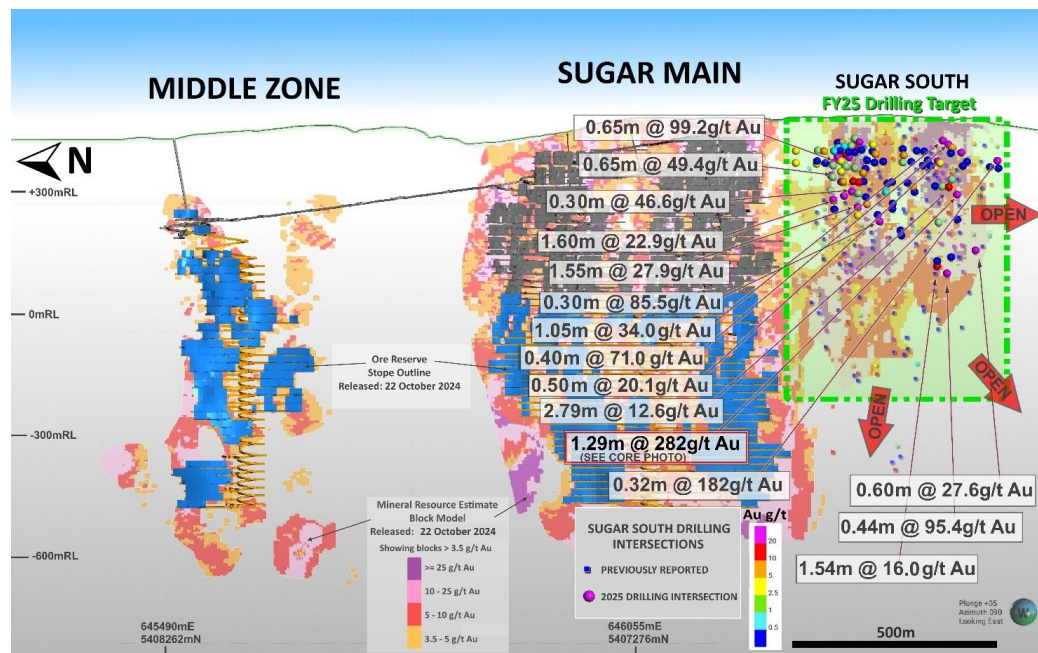 MIDDLE ZONE
SUGAR MAIN
SUGAR SOUTH
FY25 Drilling Target
N
+300mRL
0mRL
-300mRL
-600mRL
0.65m @ 99.2g/t Au
0.65m @ 49.4g/t Au
0.30m @ 46.6g/t Au
1.60m @ 22.9g/t Au
1.55m @ 27.9g/t Au
0.30m @ 85.5g/t Au
1.05m @ 34.0g/t Au
0.40m @ 71.0 g/t Au
0.50m @ 20.1g/t Au
2.79m @ 12.6g/t Au
1.29m @ 282g/t Au
(SEE CORE PHOTO)
0.32m @ 182g/t Au
OPEN
OPEN
OPEN
0.60m @ 27.6g/t Au
0.44m @ 95.4g/t Au
1.54m @ 16.0g/t Au
Ore Reserve
Stope Outline
Released: 22 October 2024
Mineral Resource Estimate
Block Model
Released: 22 October 2024
Showing blocks > 3.5 g/t Au
>= 25 g/t Au
10 - 25 g/t Au
5 - 10 g/t Au
3.5 - 5 g/t Au
SUGAR SOUTH DRILLING
INTERSECTIONS
PREVIOUSLY REPORTED
2025 DRILLING INTERSECTION
Au g/t
20
10
5
2.5
1
0.5
645490mE
5408262mN
646055mE
5407276mN
500m
Plunge +05
Azimuth 090
Looking East
W